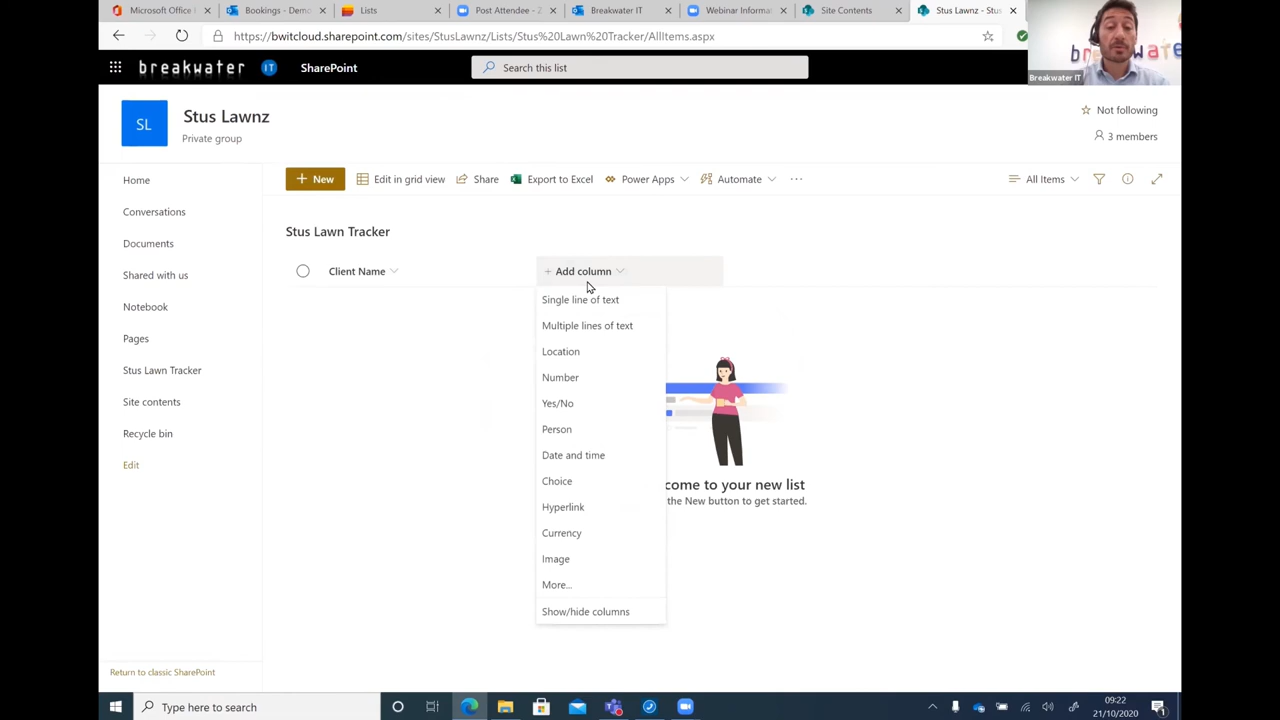 Microsoft Office
Bookings - Demo
Lists
Post Attendee - Z
Breakwater IT
Webinar Informa
Site Contents
Stus Lawnz - Stus
https://bwitcloud.sharepoint.com/sites/StusLawnz/Lists/Stus%20Lawn%20Tracker/AllItems.aspx
breakwater IT
SharePoint
Search this list
breakwater
Breakwater IT
SL
Stus Lawnz
Private group
Not following
3 members
Home
Conversations
Documents
Shared with us
Notebook
Pages
Stus Lawn Tracker
Site contents
Recycle bin
Edit
Return to classic SharePoint
+ New
Edit in grid view
Share
Export to Excel
Power Apps
Automate
...
All Items
Stus Lawn Tracker
Client Name
+ Add column
Single line of text
Multiple lines of text
Location
Number
Yes/No
Person
Date and time
Choice
Hyperlink
Currency
Image
More...
Show/hide columns
come to your new list
the New button to get started.
Type here to search
09:22
21/10/2020
1